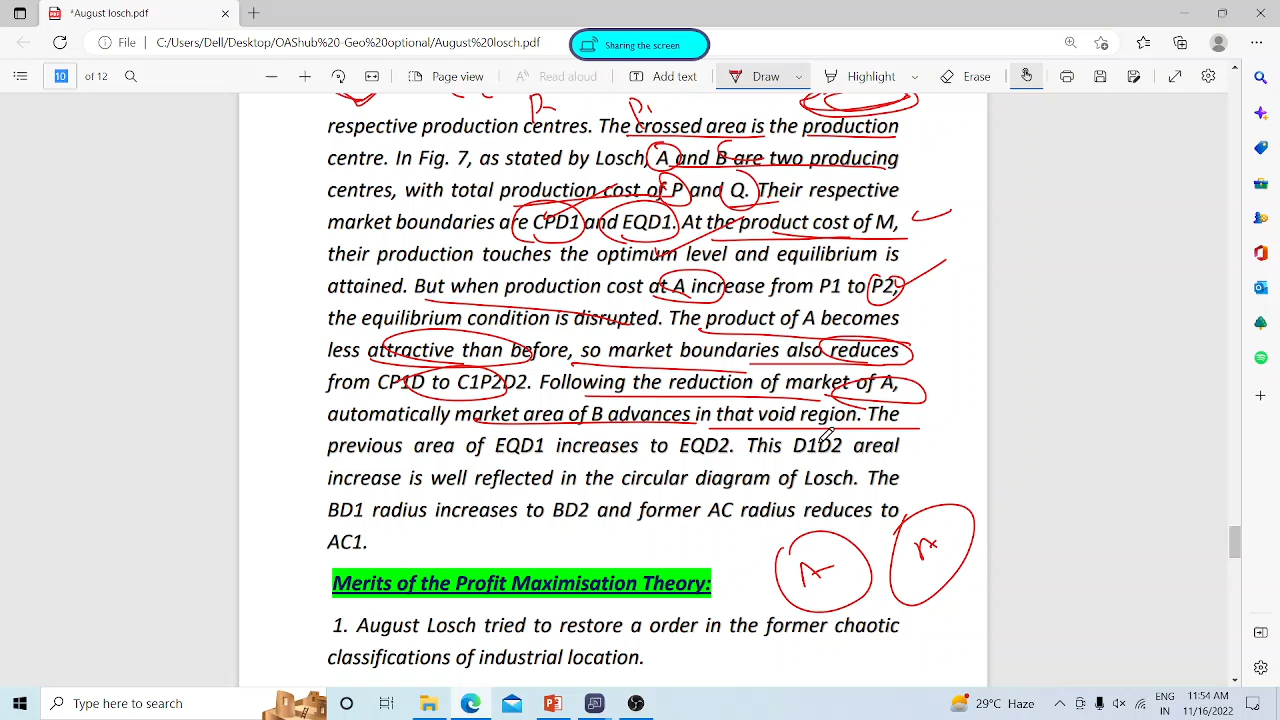 *August losch.pdf
File
C:/Users/Dell/Desktop/OAShub%20_Geo%20optional/August%20losch.pdf
Sharing the screen
10 of 12
Page view
Read aloud
Add text
Draw
Highlight
Erase
P1
respective production centres. The crossed area is the production
centre. In Fig. 7, as stated by Losch, A and B are two producing
centres, with total production cost of P and Q. Their respective
market boundaries are CPD1 and EQD1. At the product cost of M,
their production touches the optimum level and equilibrium is
attained. But when production cost at A increase from P1 to P2,
the equilibrium condition is disrupted. The product of A becomes
less attractive than before, so market boundaries also reduces
from CP1D to C1P2D2. Following the reduction of market of A,
automatically market area of B advances in that void region. The
previous area of EQD1 increases to EQD2. This D1D2 areal
increase is well reflected in the circular diagram of Losch. The
BD1 radius increases to BD2 and former AC radius reduces to
AC1.
A
Merits of the Profit Maximisation Theory:
1. August Losch tried to restore a order in the former chaotic
classifications of industrial location.
Type here to search
29°C Haze
ENG
IN
11:54 AM
11/16/2022